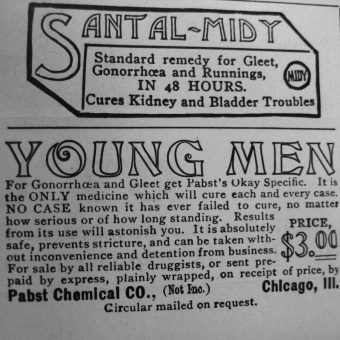 SANTAL-MIDY
Standard remedy for Gleet,
Gonorrhœa and Runnings,
IN 48 HOURS.
Cures Kidney and Bladder Troubles
MIDY
YOUNG MEN
For Gonorrhœa and Gleet get Pabst's Okay Specific. It is
the ONLY medicine which will cure each and every case.
NO CASE known it has ever failed to cure, no matter
how serious or of how long standing. Results
from its use will astonish you. It is absolutely
safe, prevents stricture, and can be taken with-
out inconvenience and detention from business.
PRICE,
$3.00
For sale by all reliable druggists, or sent pre-
paid by express, plainly wrapped, on receipt of price, by
Pabst Chemical CO., (Not Inc.) Chicago, Ill.
Circular mailed on request.